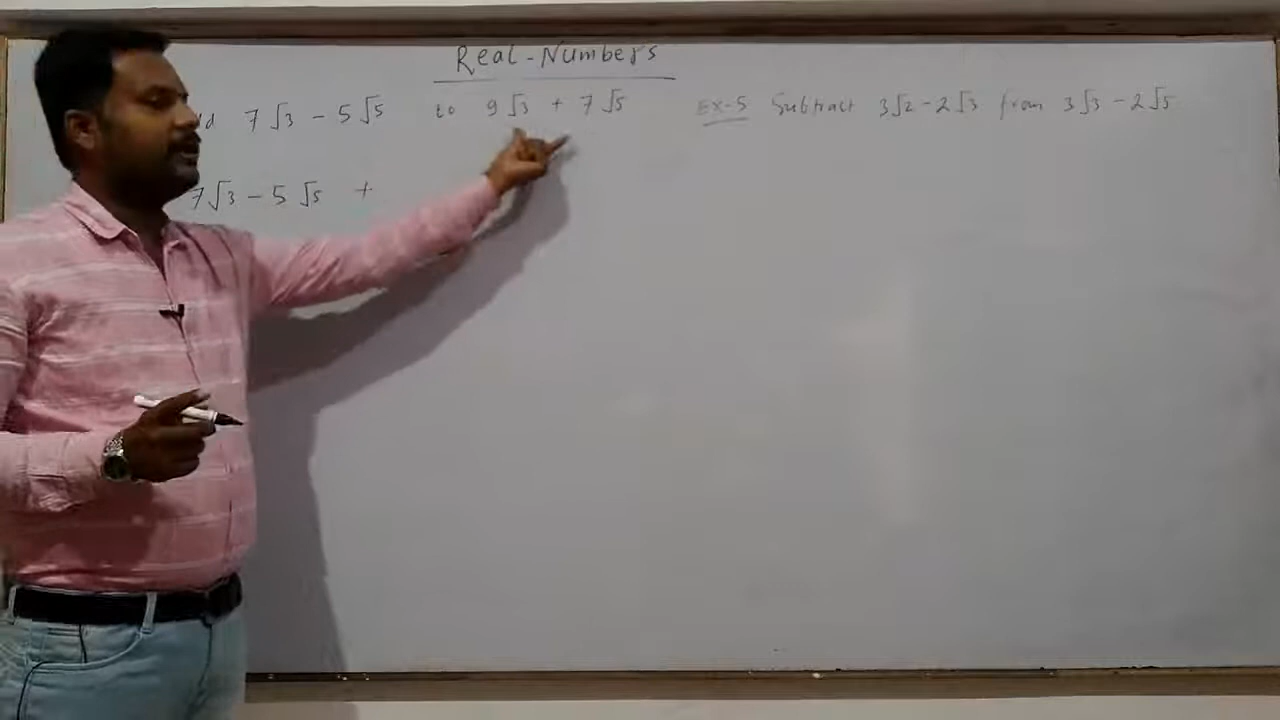 Real-Numbers
7√3 - 5√5 to 9√3 + 7√5
7√3 - 5√5 +
Ex-5 Subtract 3√2 - 2√3 from 3√3 - 2√5